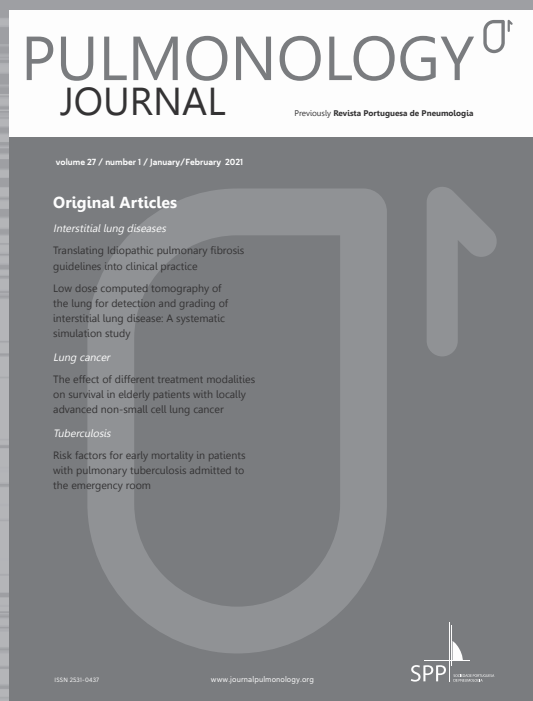 PULMONOLOGY
JOURNAL
Previously Revista Portuguesa de Pneumologia
volume 27 / number 1 / January/February 2021
Original Articles
Interstitial lung diseases
Translating Idiopathic pulmonary fibrosis
guidelines into clinical practice
Low dose computed tomography of
the lung for detection and grading of
interstitial lung disease: A systematic
simulation study
Lung cancer
The effect of different treatment modalities
on survival in elderly patients with locally
advanced non-small cell lung cancer
Tuberculosis
Risk factors for early mortality in patients
with pulmonary tuberculosis admitted to
the emergency room
ISSN 2531-0437
www.journalpulmonology.org
SPP
SOCIEDADE PORTUGUESA
DE PNEUMOLOGIA